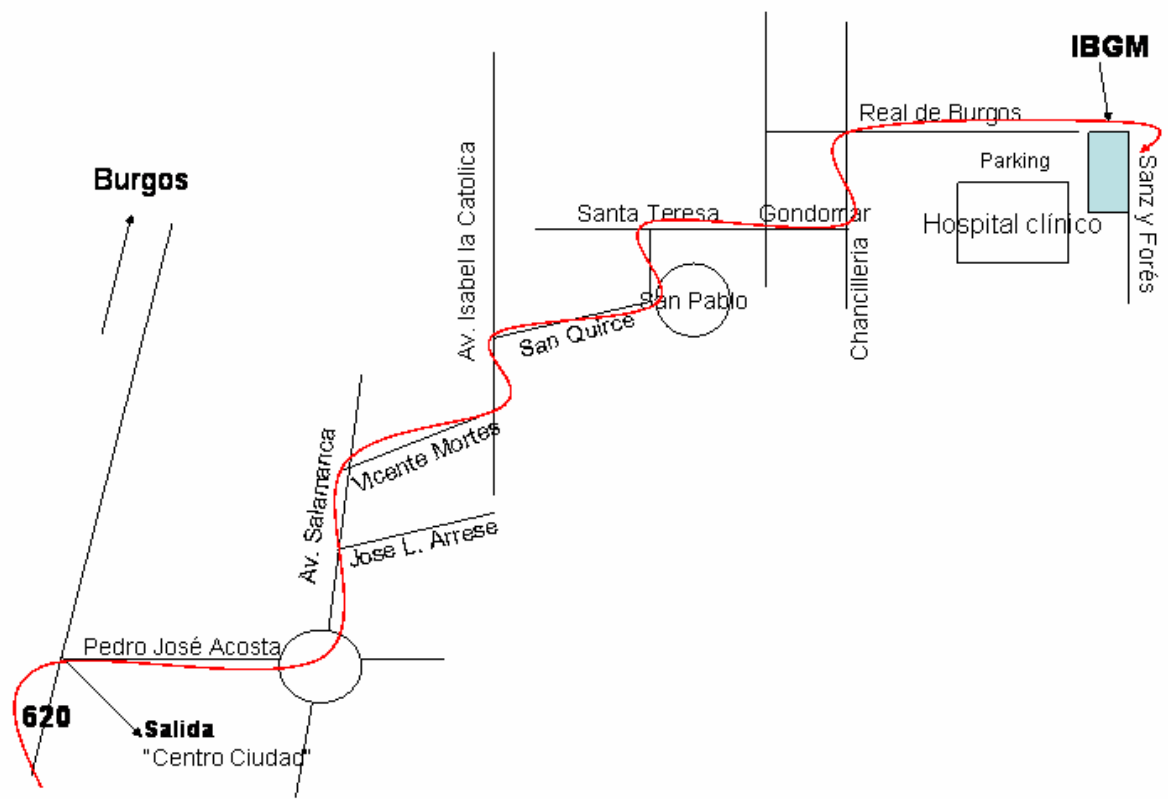 IBGM
Real de Burgos
Parking
Sanz y Forés
Burgos
Av. Isabel la Catolica
Santa Teresa
Gondomar
Hospital clínico
Chancilleria
San Pablo
San Quirce
Av. Salamanca
Vicente Mortes
Jose L. Arrese
Pedro José Acosta
620
Salida
"Centro Ciudad"